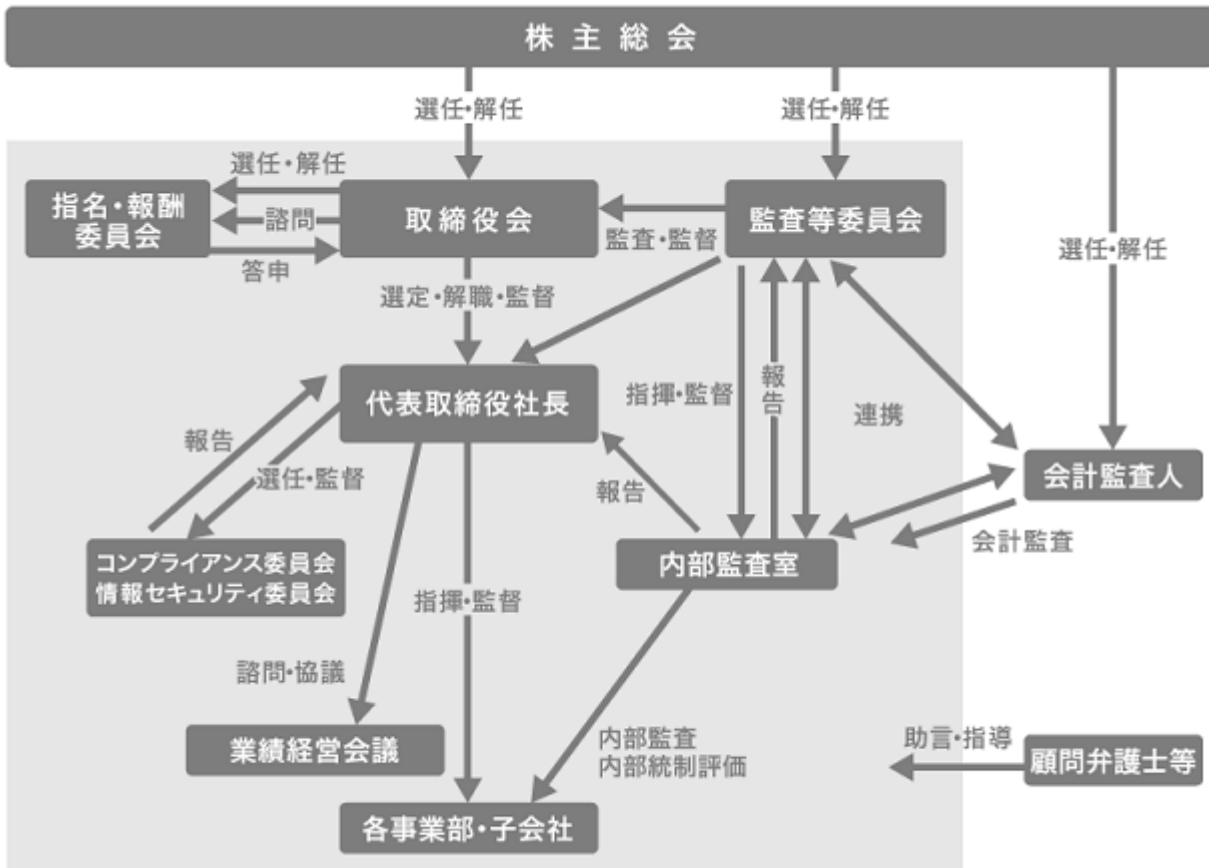 株主総会
選任・解任
選任・解任
選任・解任
選任・解任
指名・報酬
委員会
諮問
答申
取締役会
監査・監督
監査等委員会
選定・解職・監督
代表取締役社長
指揮・監督
報告
連携
会計監査人
報告
選任・監督
報告
会計監査
コンプライアンス委員会
情報セキュリティ委員会
内部監査室
指揮・監督
諮問・協議
業績経営会議
内部監査
内部統制評価
助言・指導
顧問弁護士等
各事業部・子会社